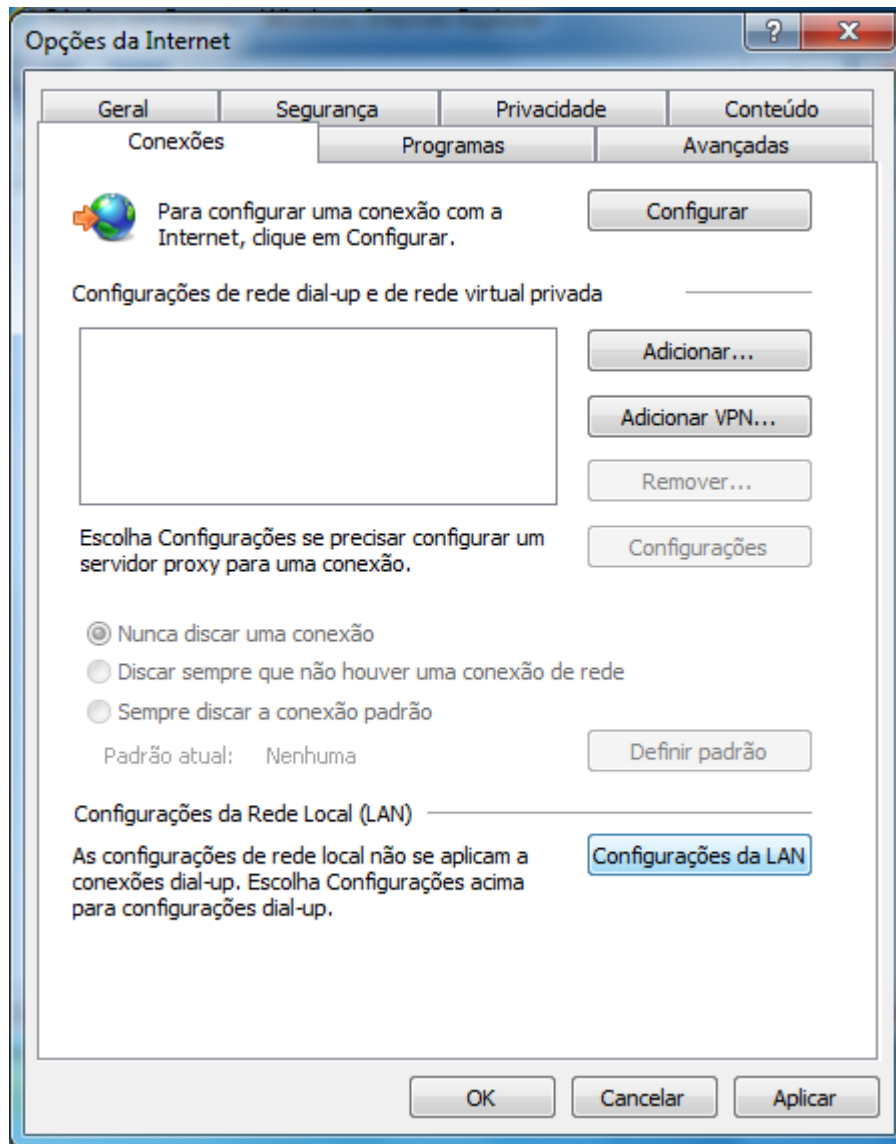 Opções da Internet
Geral
Segurança
Privacidade
Conteúdo
Conexões
Programas
Avançadas
Para configurar uma conexão com a
Internet, clique em Configurar.
Configurar
Configurações de rede dial-up e de rede virtual privada
Adicionar...
Adicionar VPN...
Remover...
Escolha Configurações se precisar configurar um
servidor proxy para uma conexão.
Configurações
Nunca discar uma conexão
Discar sempre que não houver uma conexão de rede
Sempre discar a conexão padrão
Padrão atual: Nenhuma
Definir padrão
Configurações da Rede Local (LAN)
As configurações de rede local não se aplicam a
conexões dial-up. Escolha Configurações acima
para configurações dial-up.
Configurações da LAN
OK
Cancelar
Aplicar